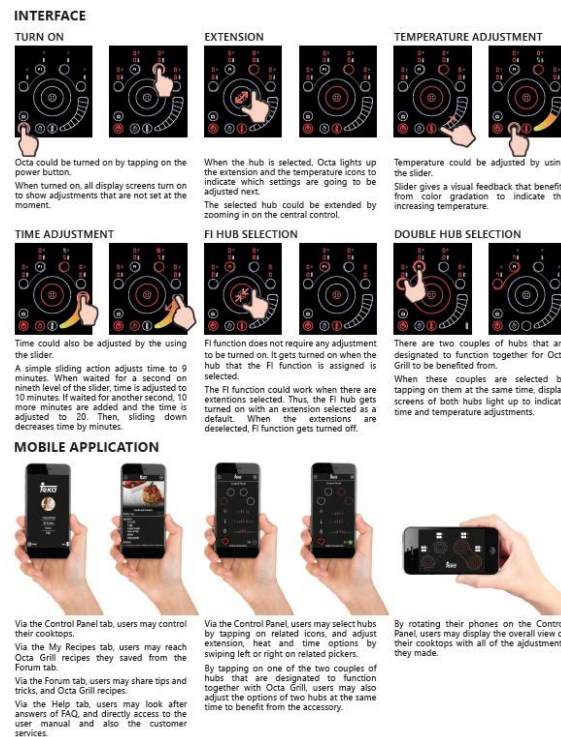 INTERFACE
TURN ON
Octa could be turned on by tapping on the
power button.
When turned on, all display screens turn on
to show adjustments that are not set at the
moment.
EXTENSION
When the hub is selected, Octa lights up
the extension and the temperature icons to
indicate which settings are going to be
adjusted next.
The selected hub could be extended by
zooming in on the central control.
TEMPERATURE ADJUSTMENT
Temperature could be adjusted by using
the slider.
Slider gives a visual feedback that benefit
from color gradation to indicate th
increasing temperature.
TIME ADJUSTMENT
Time could also be adjusted by the using
the slider.
A simple sliding action adjusts time to 9
minutes. When waited for a second on
nineth level of the slider, time is adjusted to
10 minutes. If waited for another second, 10
more minutes are added and the time is
adjusted to 20. Then, sliding down
decreases time by minutes.
FI HUB SELECTION
FI function does not require any adjustment
to be turned on. It gets turned on when the
hub that the FI function is assigned is
selected.
The FI function could work when there are
extentions selected. Thus, the FI hub gets
turned on with an extension selected as a
default. When the extensions are
deselected, FI function gets turned off.
DOUBLE HUB SELECTION
There are two couples of hubs that ar
designated to function together for Oct
Grill to be benefited from.
When these couples are selected b
tapping on them at the same time, displa
screens of both hubs light up to indicat
time and temperature adjustments.
MOBILE APPLICATION
TEKA
Via the Control Panel tab, users may control
their cooktops.
Via the My Recipes tab, users may reach
Octa Grill recipes they saved from the
Forum tab.
Via the Forum tab, users may share tips and
tricks, and Octa Grill recipes.
Via the Help tab, users may look after
answers of FAQ, and directly access to the
user manual and also the customer
services.
Via the Control Panel, users may select hubs
by tapping on related icons, and adjust
extension, heat and time options by
swiping left or right on related pickers.
By tapping on one of the two couples of
hubs that are designated to function
together with Octa Grill, users may also
adjust the options of two hubs at the same
time to benefit from the accessory.
By rotating their phones on the Contro
Panel, users may display the overall view o
their cooktops with all of the ajdustment
they made.